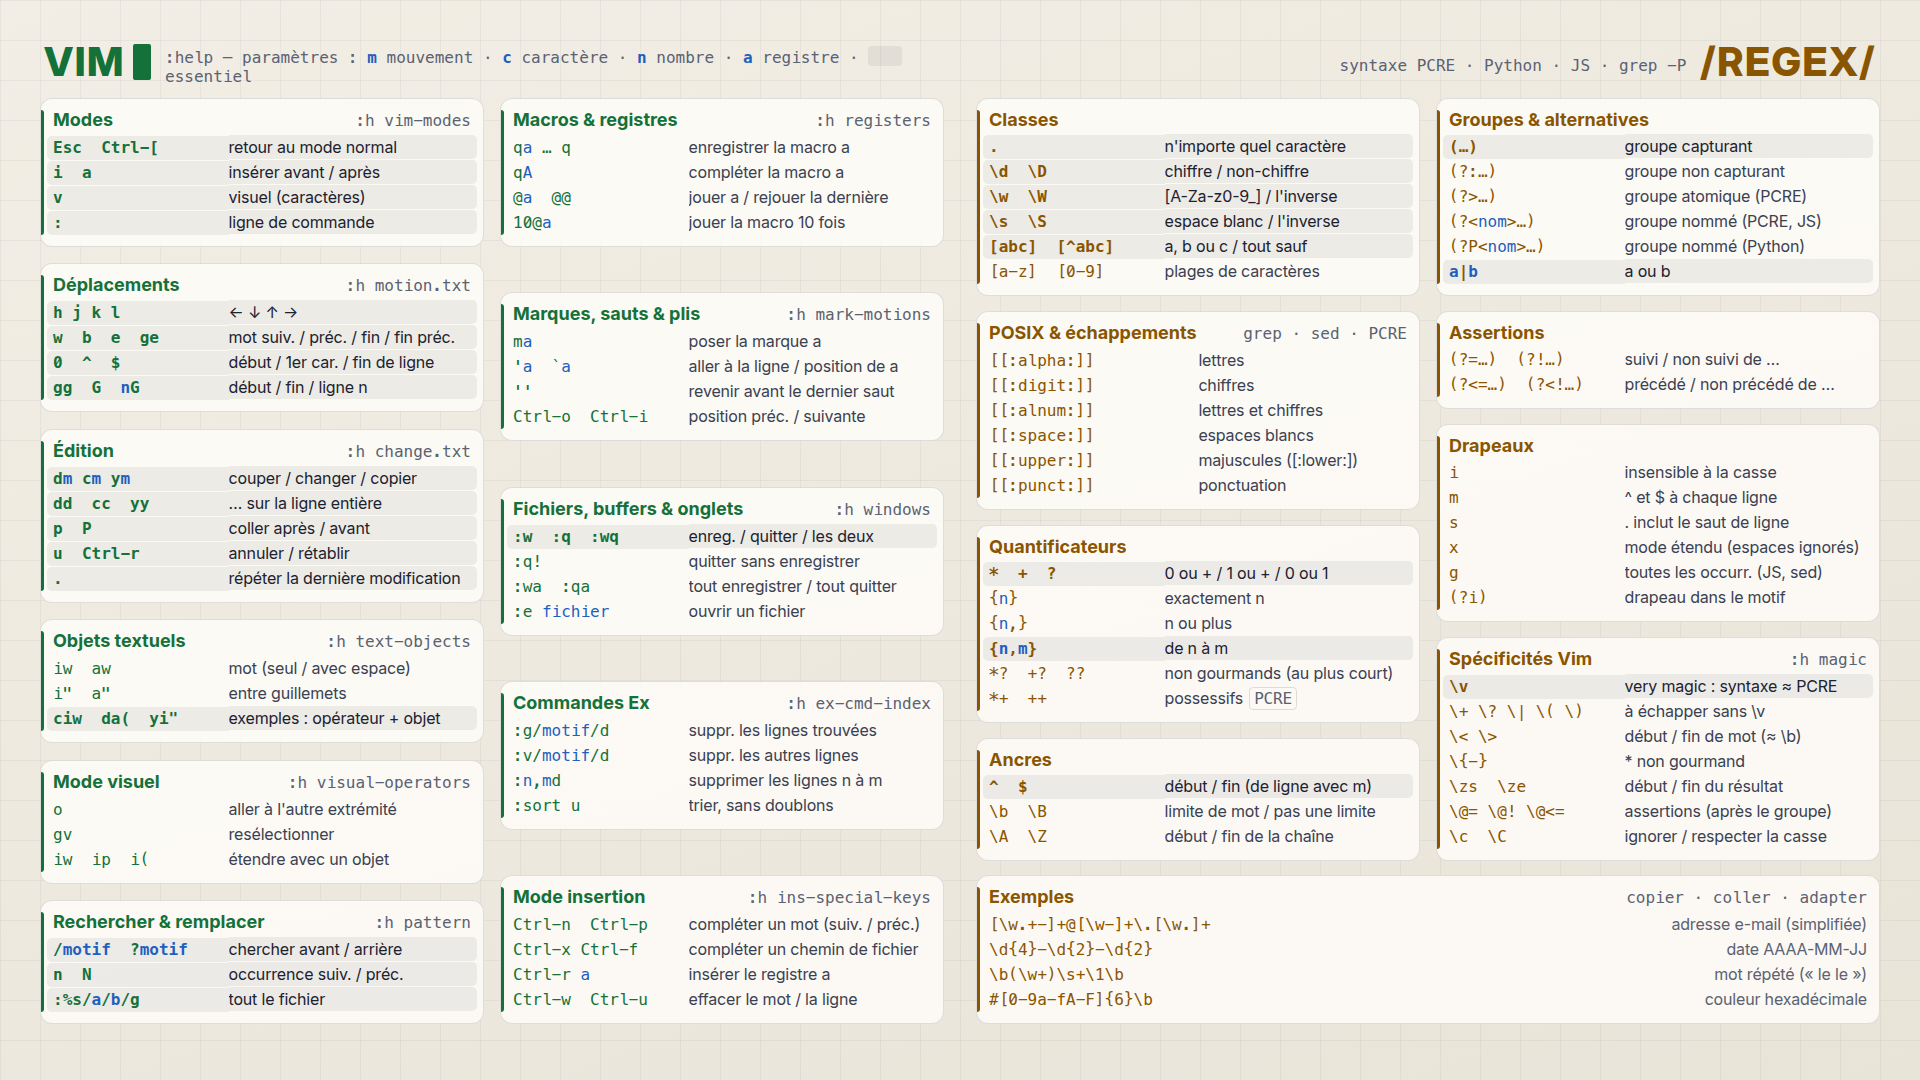 VIM
:help – paramètres : m mouvement · c caractère · n nombre · a registre ·
essentiel
syntaxe PCRE · Python · JS · grep -P /REGEX/
Modes :h vim-modes
Esc Ctrl-[ retour au mode normal
i a insérer avant / après
v visuel (caractères)
: ligne de commande
Déplacements :h motion.txt
h j k l ← ↓ ↑ →
w b e ge mot suiv. / préc. / fin / fin préc.
0 ^ $ début / 1er car. / fin de ligne
gg G nG début / fin / ligne n
Édition :h change.txt
dm cm ym couper / changer / copier
dd cc yy … sur la ligne entière
p P coller après / avant
u Ctrl-r annuler / rétablir
. répéter la dernière modification
Objets textuels :h text-objects
iw aw mot (seul / avec espace)
i" a" entre guillemets
ciw da( yi" exemples : opérateur + objet
Mode visuel :h visual-operators
o aller à l'autre extrémité
gv resélectionner
iw ip i( étendre avec un objet
Rechercher & remplacer :h pattern
/motif ?motif chercher avant / arrière
n N occurrence suiv. / préc.
:%s/a/b/g tout le fichier
Macros & registres :h registers
qa … q enregistrer la macro a
qA compléter la macro a
@a @@ jouer a / rejouer la dernière
10@a jouer la macro 10 fois
Marques, sauts & plis :h mark-motions
ma poser la marque a
'a `a aller à la ligne / position de a
'' revenir avant le dernier saut
Ctrl-o Ctrl-i position préc. / suivante
Fichiers, buffers & onglets :h windows
:w :q :wq enreg. / quitter / les deux
:q! quitter sans enregistrer
:wa :qa tout enregistrer / tout quitter
:e fichier ouvrir un fichier
Commandes Ex :h ex-cmd-index
:g/motif/d suppr. les lignes trouvées
:v/motif/d suppr. les autres lignes
:n,md supprimer les lignes n à m
:sort u trier, sans doublons
Mode insertion :h ins-special-keys
Ctrl-n Ctrl-p compléter un mot (suiv. / préc.)
Ctrl-x Ctrl-f compléter un chemin de fichier
Ctrl-r a insérer le registre a
Ctrl-w Ctrl-u effacer le mot / la ligne
Classes
. n'importe quel caractère
\d \D chiffre / non-chiffre
\w \W [A-Za-z0-9_] / l'inverse
\s \S espace blanc / l'inverse
[abc] [^abc] a, b ou c / tout sauf
[a-z] [0-9] plages de caractères
POSIX & échappements grep · sed · PCRE
[[:alpha:]] lettres
[[:digit:]] chiffres
[[:alnum:]] lettres et chiffres
[[:space:]] espaces blancs
[[:upper:]] majuscules ([:lower:])
[[:punct:]] ponctuation
Quantificateurs
* + ? 0 ou + / 1 ou + / 0 ou 1
{n} exactement n
{n,} n ou plus
{n,m} de n à m
*? +? ?? non gourmands (au plus court)
*+ ++ possessifs PCRE
Ancres
^ $ début / fin (de ligne avec m)
\b \B limite de mot / pas une limite
\A \Z début / fin de la chaîne
Groupes & alternatives
(…) groupe capturant
(?:…) groupe non capturant
(?>…) groupe atomique (PCRE)
(?<nom>…) groupe nommé (PCRE, JS)
(?P<nom>…) groupe nommé (Python)
a|b a ou b
Assertions
(?=…) (?!…) suivi / non suivi de …
(?<=…) (?<!…) précédé / non précédé de …
Drapeaux
i insensible à la casse
m ^ et $ à chaque ligne
s . inclut le saut de ligne
x mode étendu (espaces ignorés)
g toutes les occurr. (JS, sed)
(?i) drapeau dans le motif
Spécificités Vim :h magic
\v very magic : syntaxe ≈ PCRE
\+ \? \| \( \) à échapper sans \v
\< \> début / fin de mot (≈ \b)
\{-} * non gourmand
\zs \ze début / fin du résultat
\@= \@! \@<= assertions (après le groupe)
\c \C ignorer / respecter la casse
Exemples copier · coller · adapter
[\w.+-]+@[\w-]+\.[\w.]+ adresse e-mail (simplifiée)
\d{4}-\d{2}-\d{2} date AAAA-MM-JJ
\b(\w+)\s+\1\b mot répété (« le le »)
#[0-9a-fA-F]{6}\b couleur hexadécimale